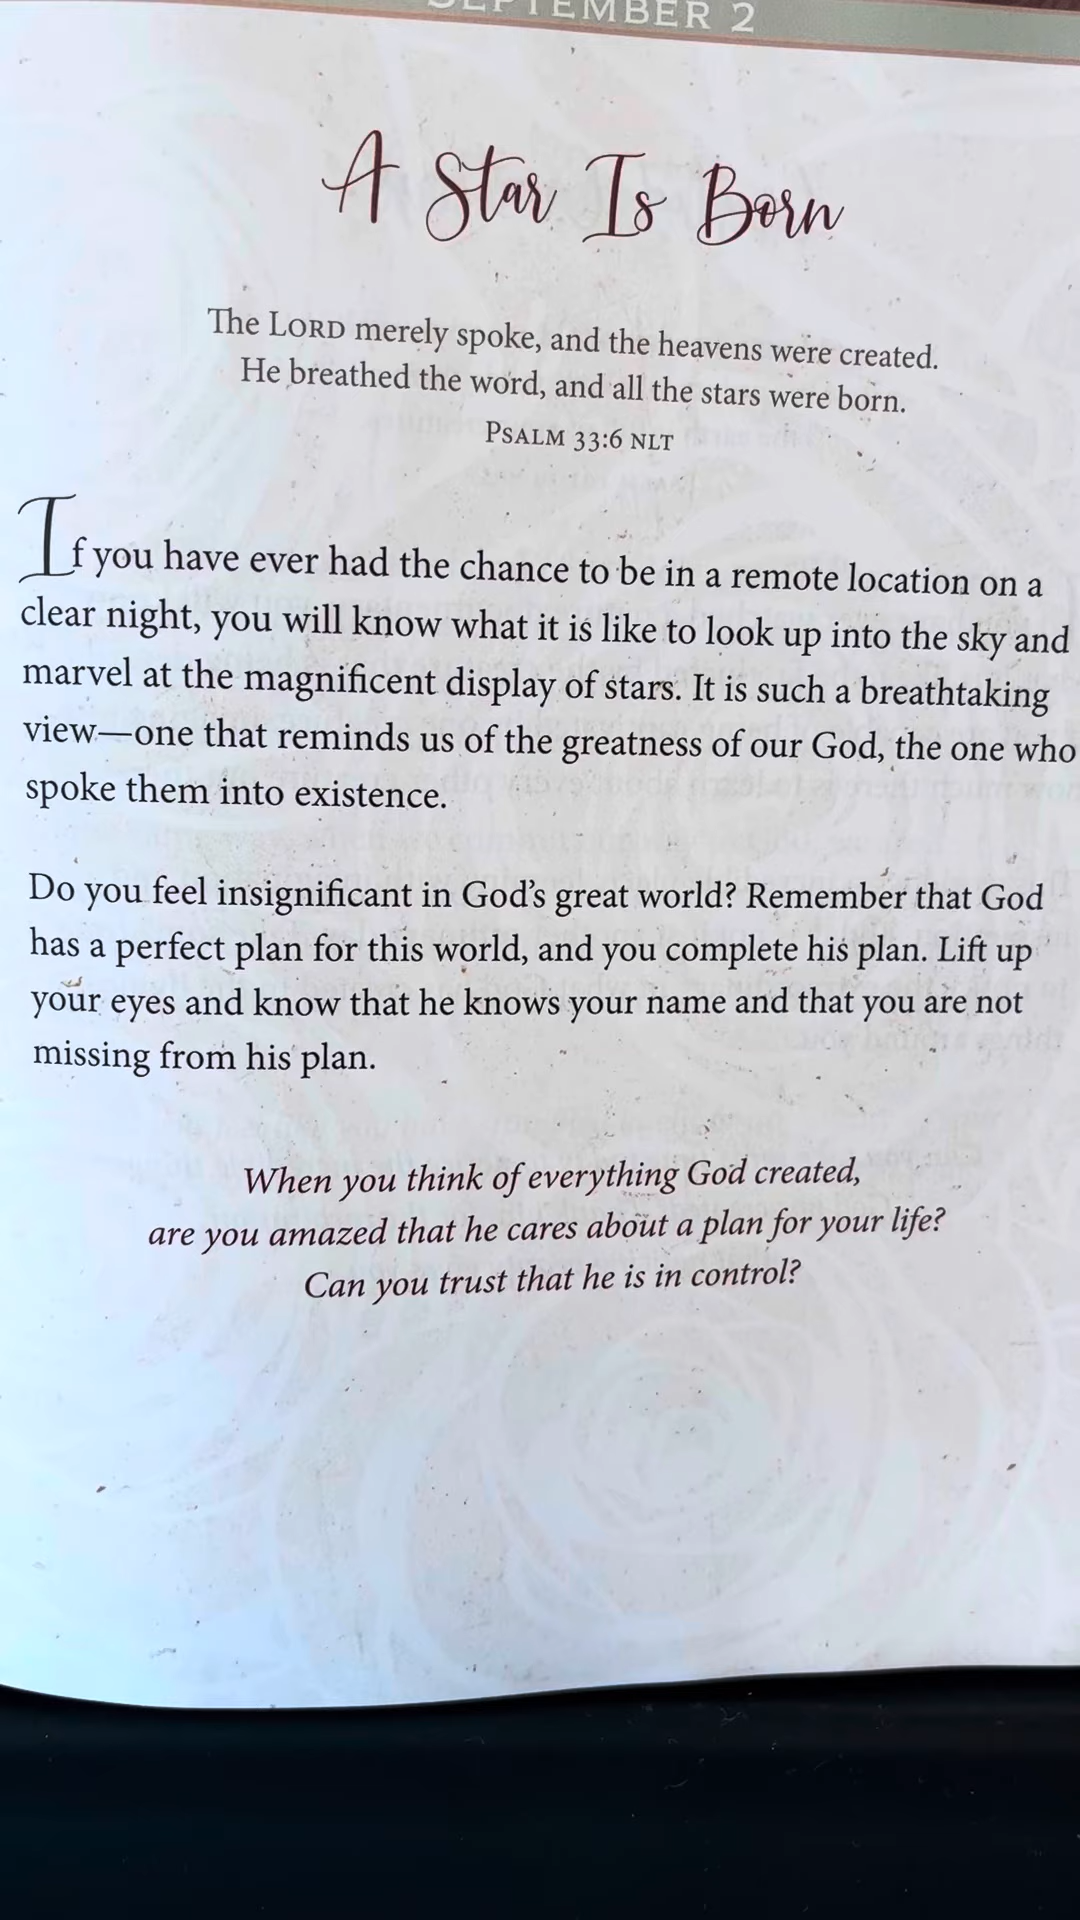 SEPTEMBER 2
A Star Is Born
The LORD merely spoke, and the heavens were created.
He breathed the word, and all the stars were born.
PSALM 33:6 NLT
If you have ever had the chance to be in a remote location on a
clear night, you will know what it is like to look up into the sky and
marvel at the magnificent display of stars. It is such a breathtaking
view—one that reminds us of the greatness of our God, the one who
spoke them into existence.
Do you feel insignificant in God's great world? Remember that God
has a perfect plan for this world, and you complete his plan. Lift up
your eyes and know that he knows your name and that you are not
missing from his plan.
When you think of everything God created,
are you amazed that he cares about a plan for your life?
Can you trust that he is in control?